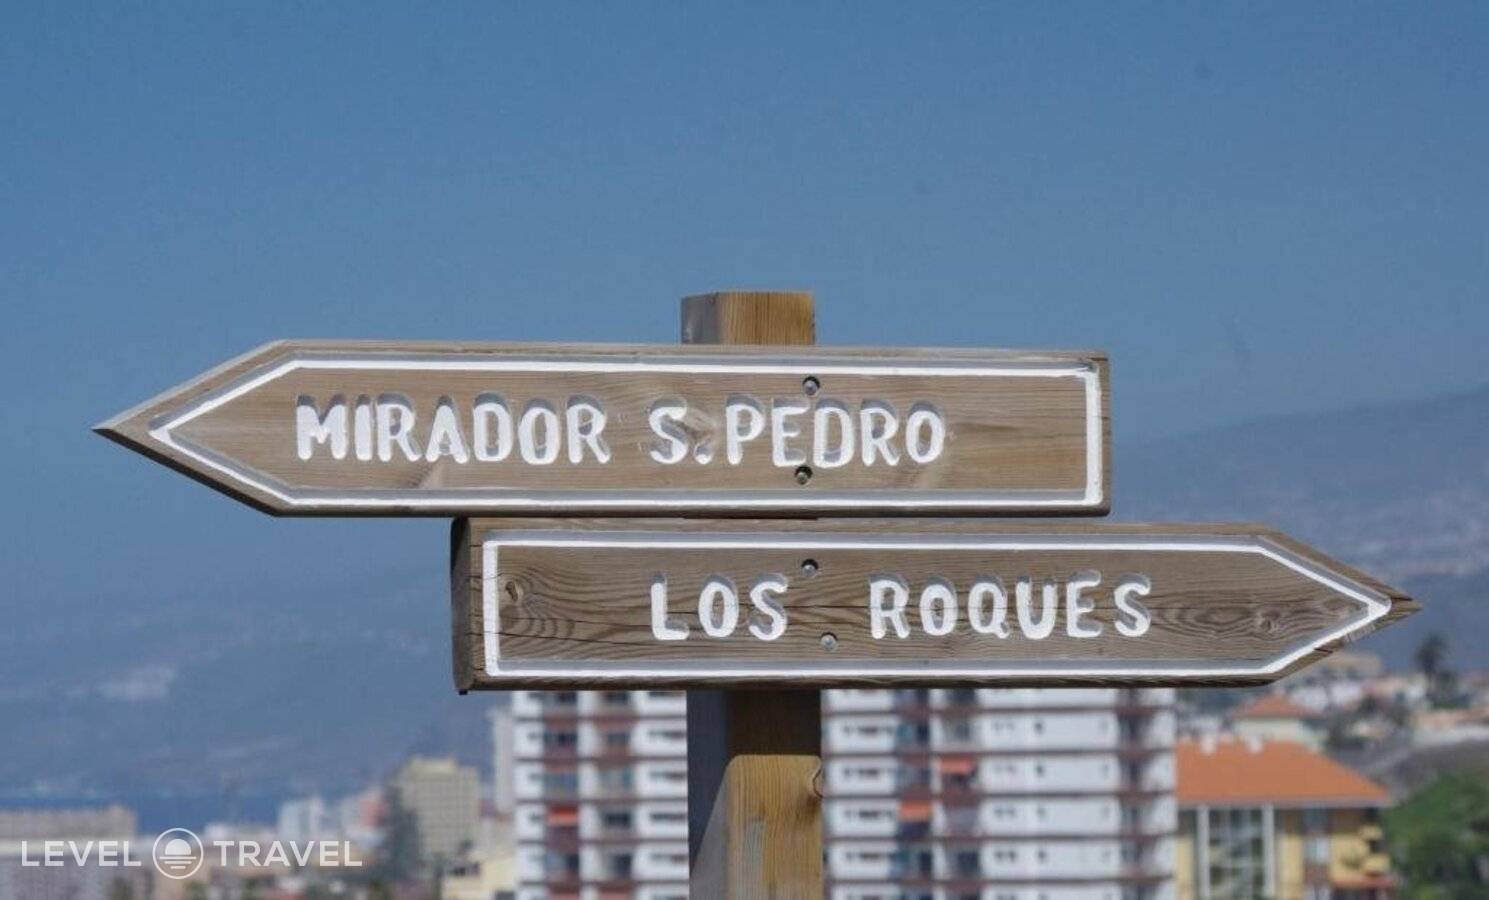 MIRADOR S. PEDRO
LOS ROQUES
LEVEL TRAVEL